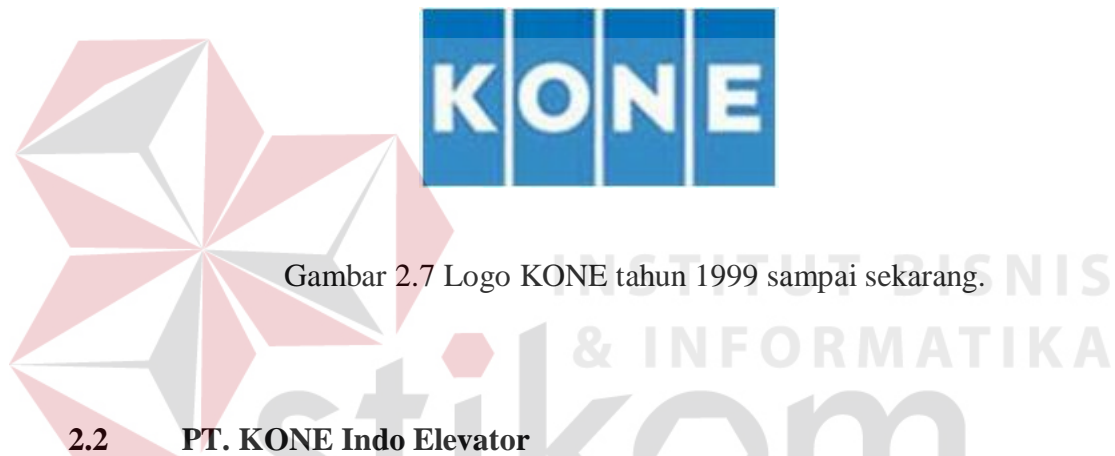 KONE
Gambar 2.7 Logo KONE tahun 1999 sampai sekarang.
INSTITUT BISNIS
& INFORMATIKA
stikom
2.2 PT. KONE Indo Elevator